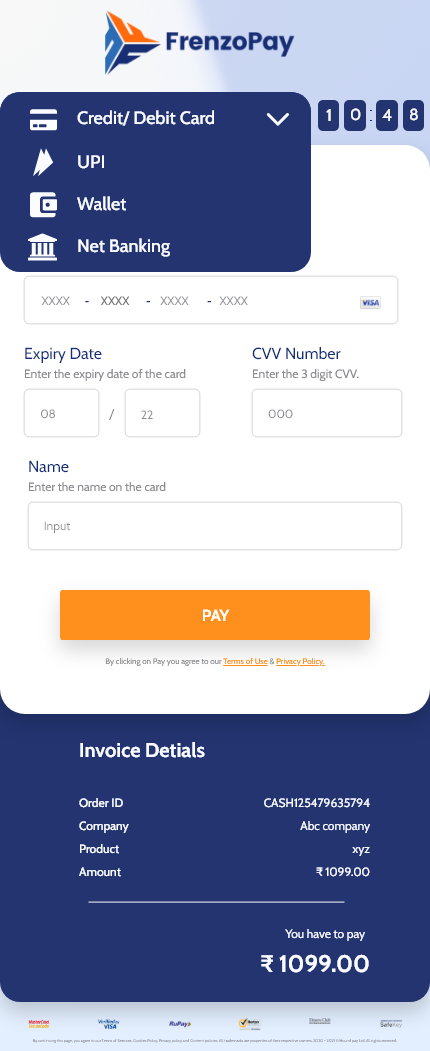 FrenzoPay
Credit/ Debit Card
1 0 : 4 8
UPI
Wallet
Net Banking
XXXX - XXXX - XXXX - XXXX VISA
Expiry Date CVV Number
Enter the expiry date of the card Enter the 3 digit CVV.
08 / 22 000
Name
Enter the name on the card
Input
PAY
By clicking on Pay you agree to our Terms of Use & Privacy Policy.
Invoice Detials
Order ID CASH125479635794
Company Abc company
Product xyz
Amount ₹ 1099.00
You have to pay
₹ 1099.00
MasterCard Verified by VISA RuPay Norton Diners Club SafeKey